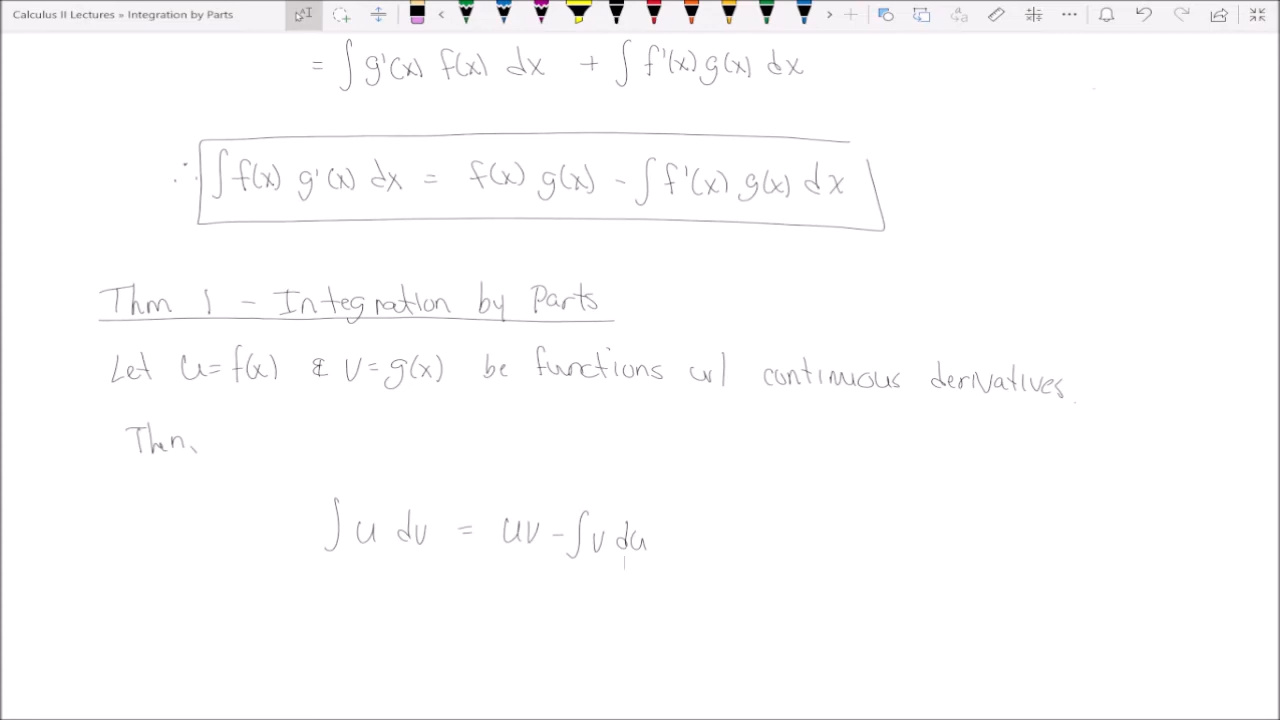 Calculus II Lectures » Integration by Parts
= ∫ g'(x) f(x) dx + ∫ f'(x) g(x) dx
∴ ∫ f(x) g'(x) dx = f(x) g(x) - ∫ f'(x) g(x) dx
Thm 1 - Integration by Parts
Let u = f(x) & v = g(x) be functions w/ continuous derivatives.
Then,
∫ u dv = uv - ∫ v du